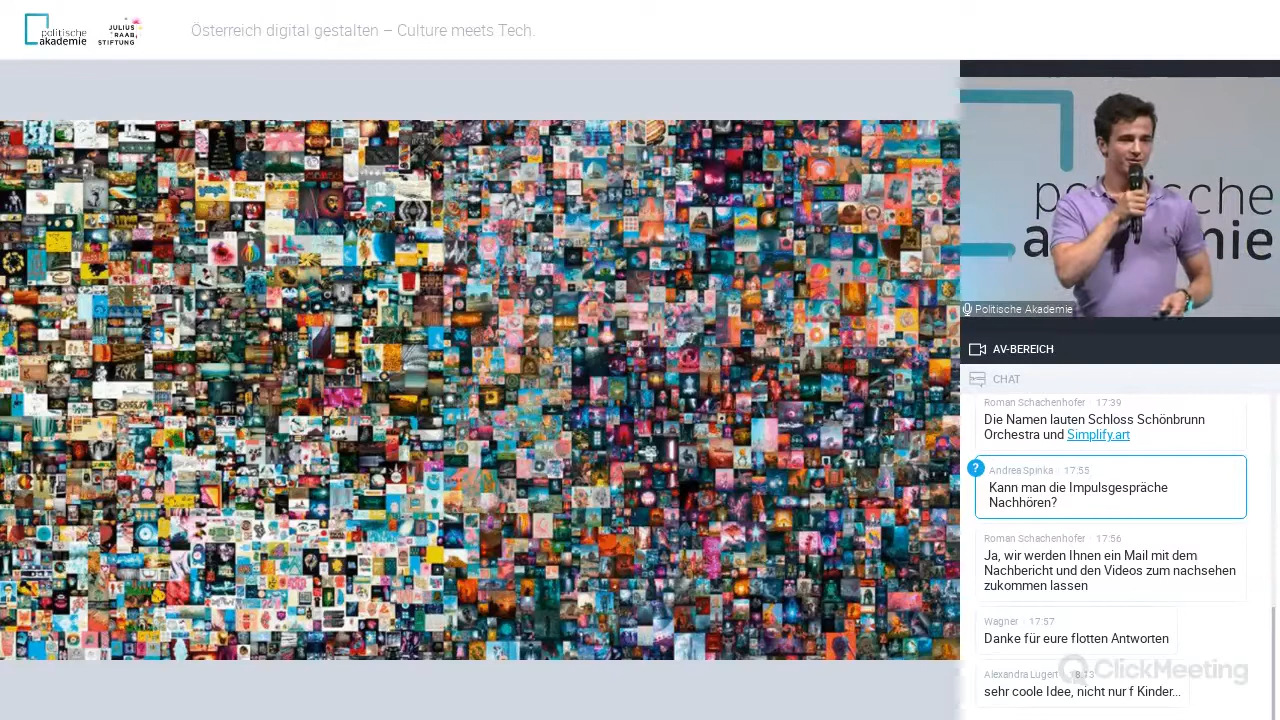 politische
akademie
JULIUS
RAAB
STIFTUNG
Österreich digital gestalten – Culture meets Tech.
politische
akademie
Politische Akademie
AV-BEREICH
CHAT
Roman Schachenhofer 17:39
Die Namen lauten Schloss Schönbrunn
Orchestra und Simplify.art
?
Andrea Spinka 17:55
Kann man die Impulsgespräche
Nachhören?
Roman Schachenhofer 17:56
Ja, wir werden Ihnen ein Mail mit dem
Nachbericht und den Videos zum nachsehen
zukommen lassen
Wagner 17:57
Danke für eure flotten Antworten
Alexandra Lugert 18:13
sehr coole Idee, nicht nur f Kinder...
ClickMeeting